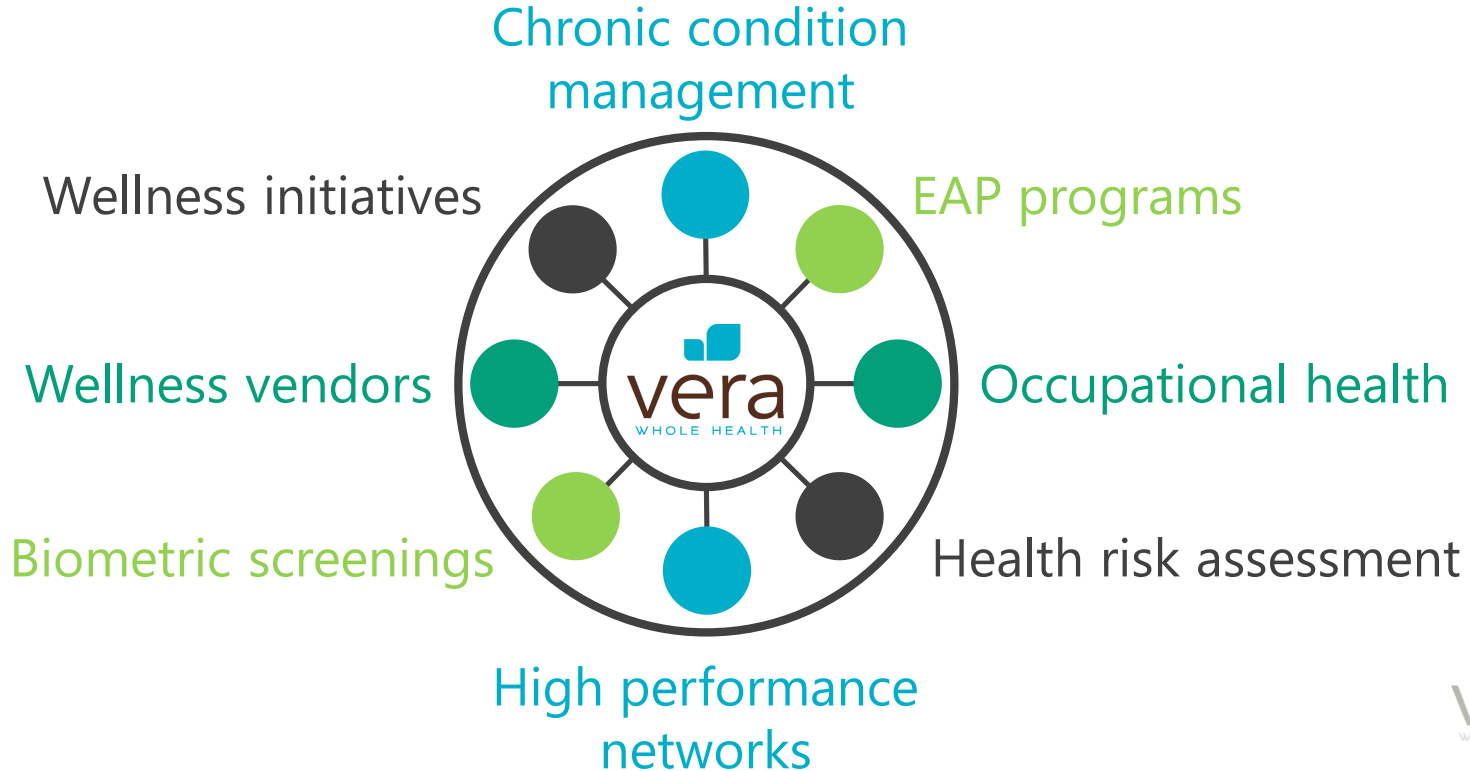 Chronic condition
management
Wellness initiatives
EAP programs
Wellness vendors
vera
WHOLE HEALTH
Occupational health
Biometric screenings
Health risk assessment
High performance
networks